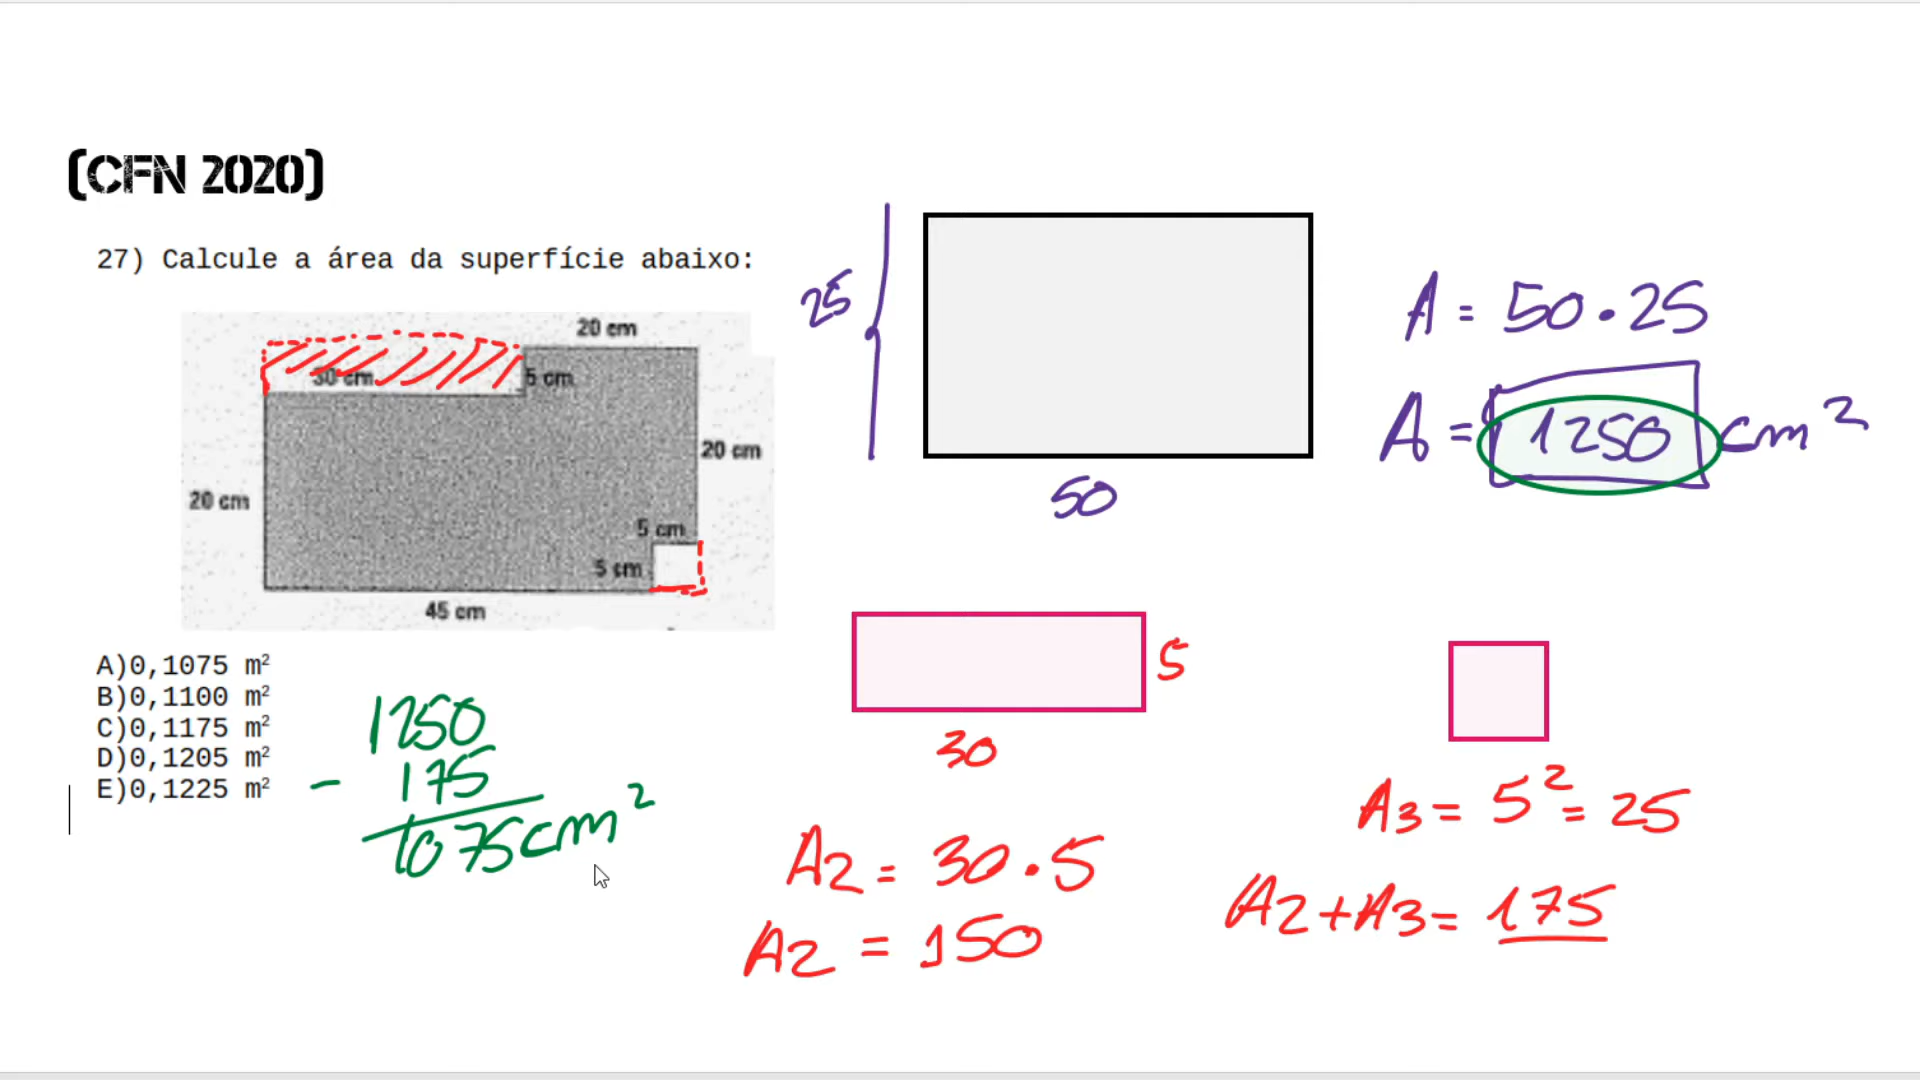 (CFN 2020)
27) Calcule a área da superfície abaixo:
20 cm
30 cm
5 cm
20 cm
20 cm
5 cm
5 cm
45 cm
A)0,1075 m²
B)0,1100 m²
C)0,1175 m²
D)0,1205 m²
E)0,1225 m²
1250
- 175
1075 cm²
25
50
A = 50 · 25
A = 1250 cm²
5
30
A2 = 30 · 5
A2 = 150
A3 = 5² = 25
A2 + A3 = 175